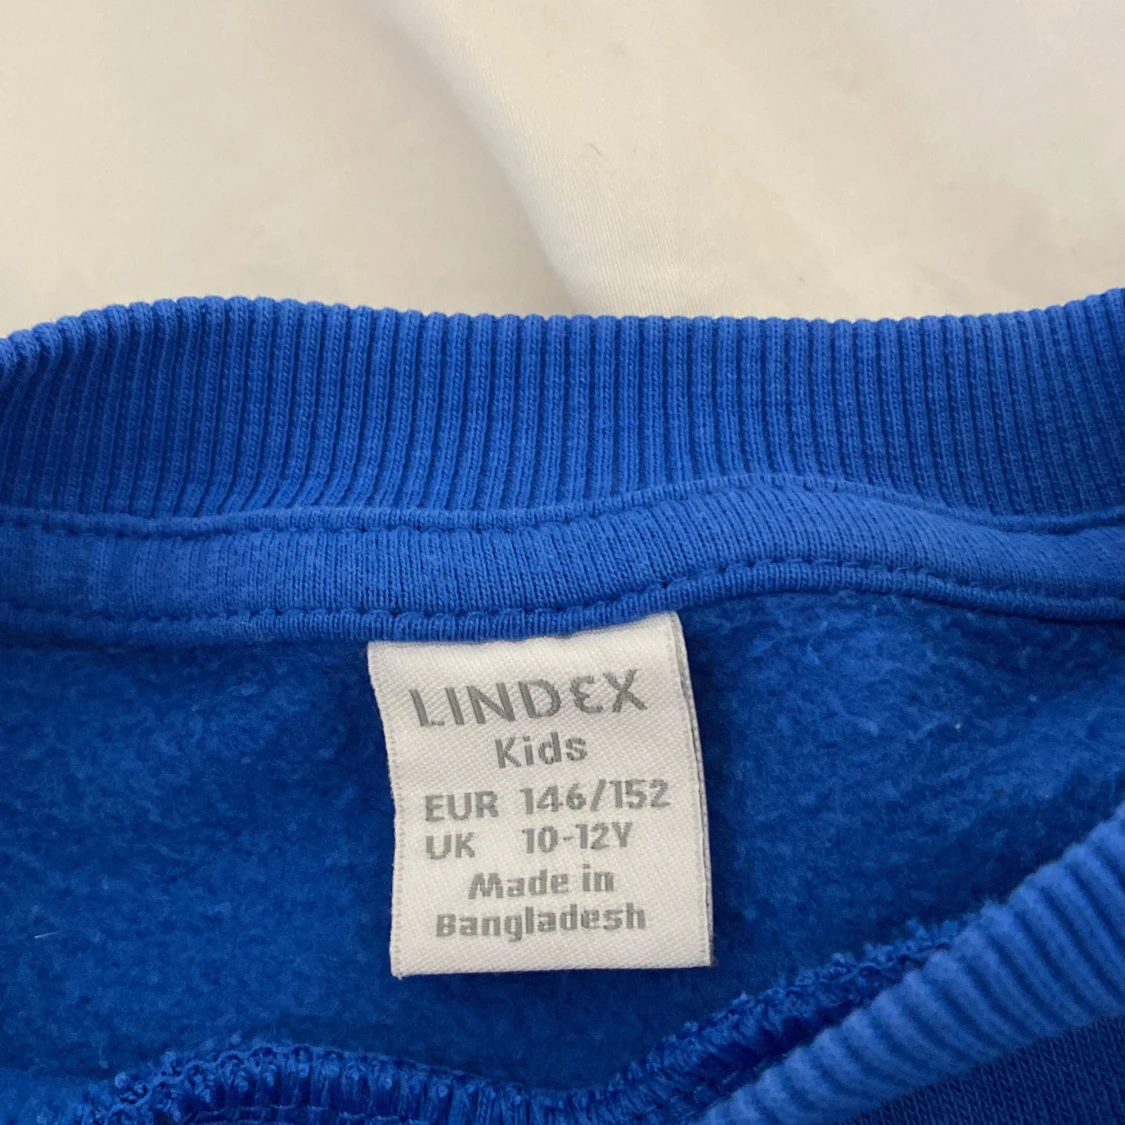 LINDEX
Kids
EUR 146/152
UK 10-12Y
Made in
Bangladesh